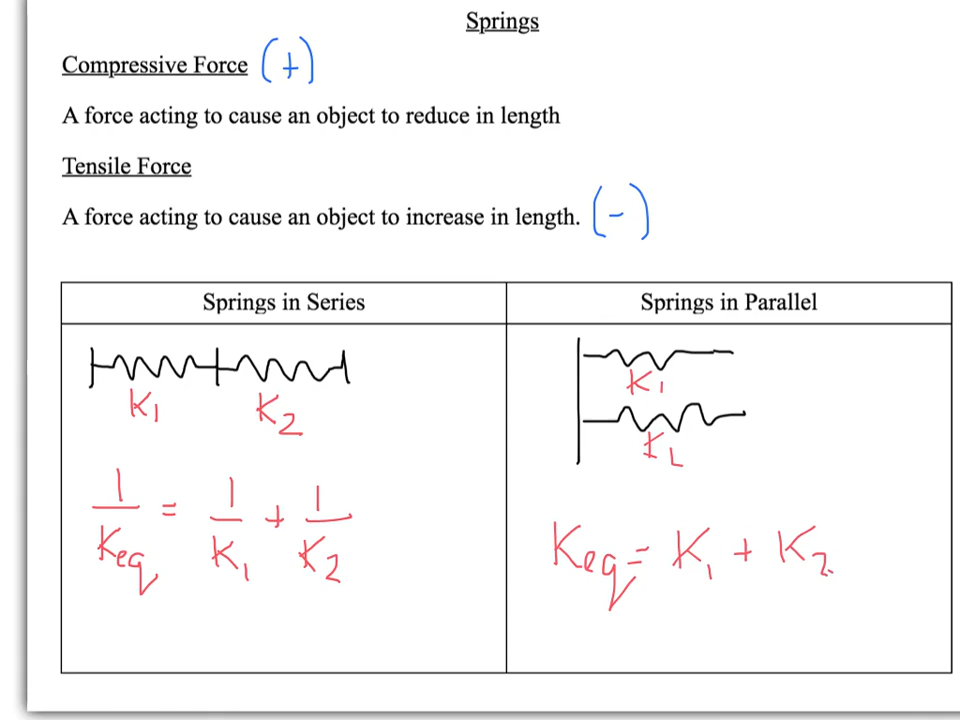 Springs
Compressive Force (+)
A force acting to cause an object to reduce in length
Tensile Force
A force acting to cause an object to increase in length. (-)
Springs in Series
K1 K2
1/Keq = 1/K1 + 1/K2
Springs in Parallel
K1
Keq = K1 + K2